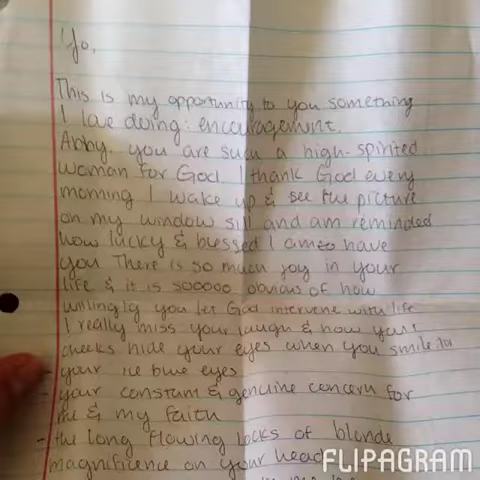 Yo,
This is my opportunity to you something
I love doing: encouragement.
Abby, you are such a high-spirited
woman for God. I thank God every
morning I wake up & see the picture
on my window sill and am reminded
how lucky & blessed I am to have
you There is so much joy in your
life & it is sooooo obvious of how
willingly you let God intervene with life
I really miss your laugh & how your
cheeks hide your eyes when you smile
- your ice blue eyes
- your constant & genuine concern for
me & my faith
- the long flowing locks of blonde
magnificence on your head
FLIPAGRAM